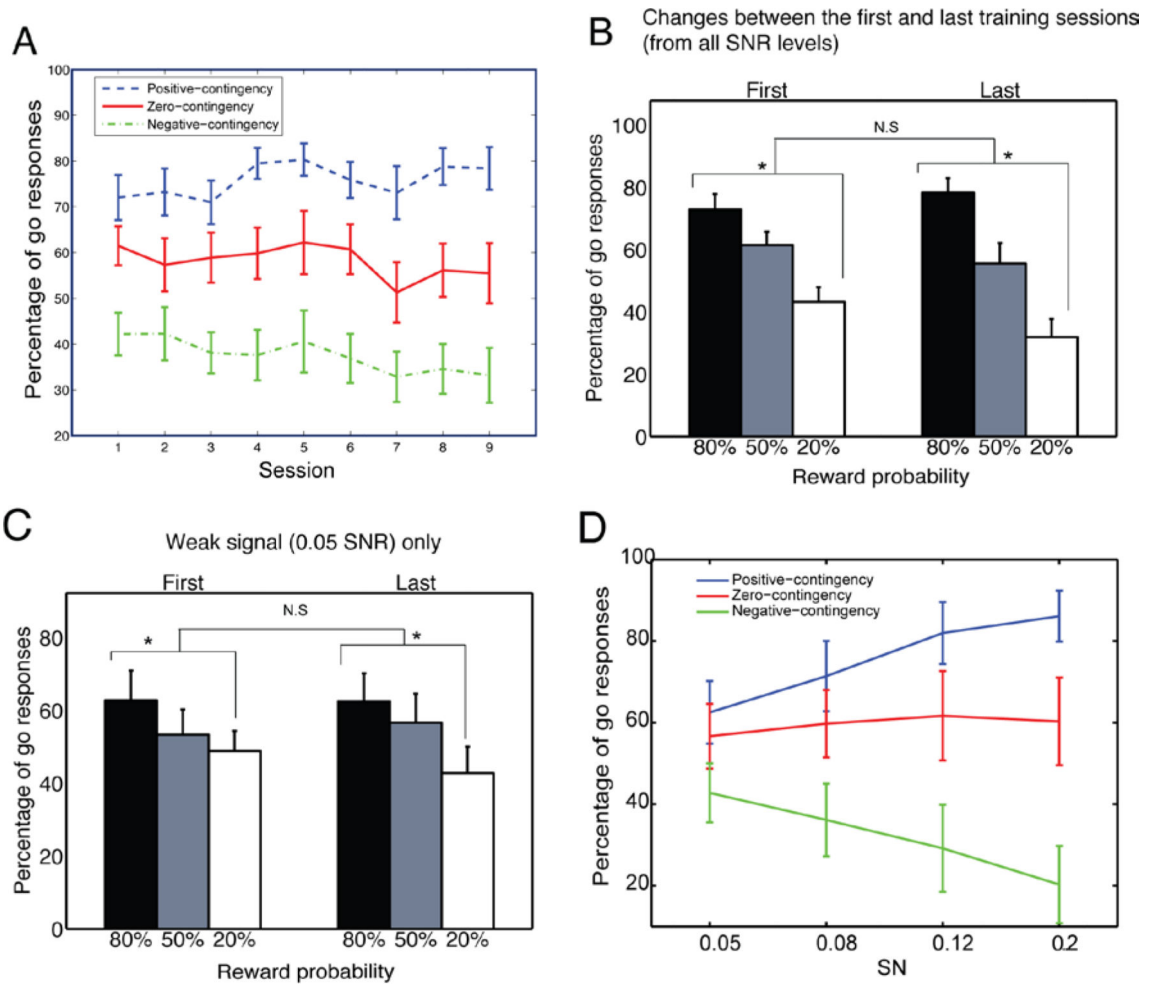 A
100
90
80
70
60
50
40
30
20
Percentage of go responses
Positive-contingency
Zero-contingency
Negative-contingency
1 2 3 4 5 6 7 8 9
Session
B
Changes between the first and last training sessions
(from all SNR levels)
First Last
N.S
* *
100
80
60
40
20
0
Percentage of go responses
80% 50% 20% 80% 50% 20%
Reward probability
C
Weak signal (0.05 SNR) only
First Last
N.S
* *
80
60
40
20
0
Percentage of go responses
80% 50% 20% 80% 50% 20%
Reward probability
D
100
80
60
40
20
Percentage of go responses
Positive-contingency
Zero-contingency
Negative-contingency
0.05 0.08 0.12 0.2
SN